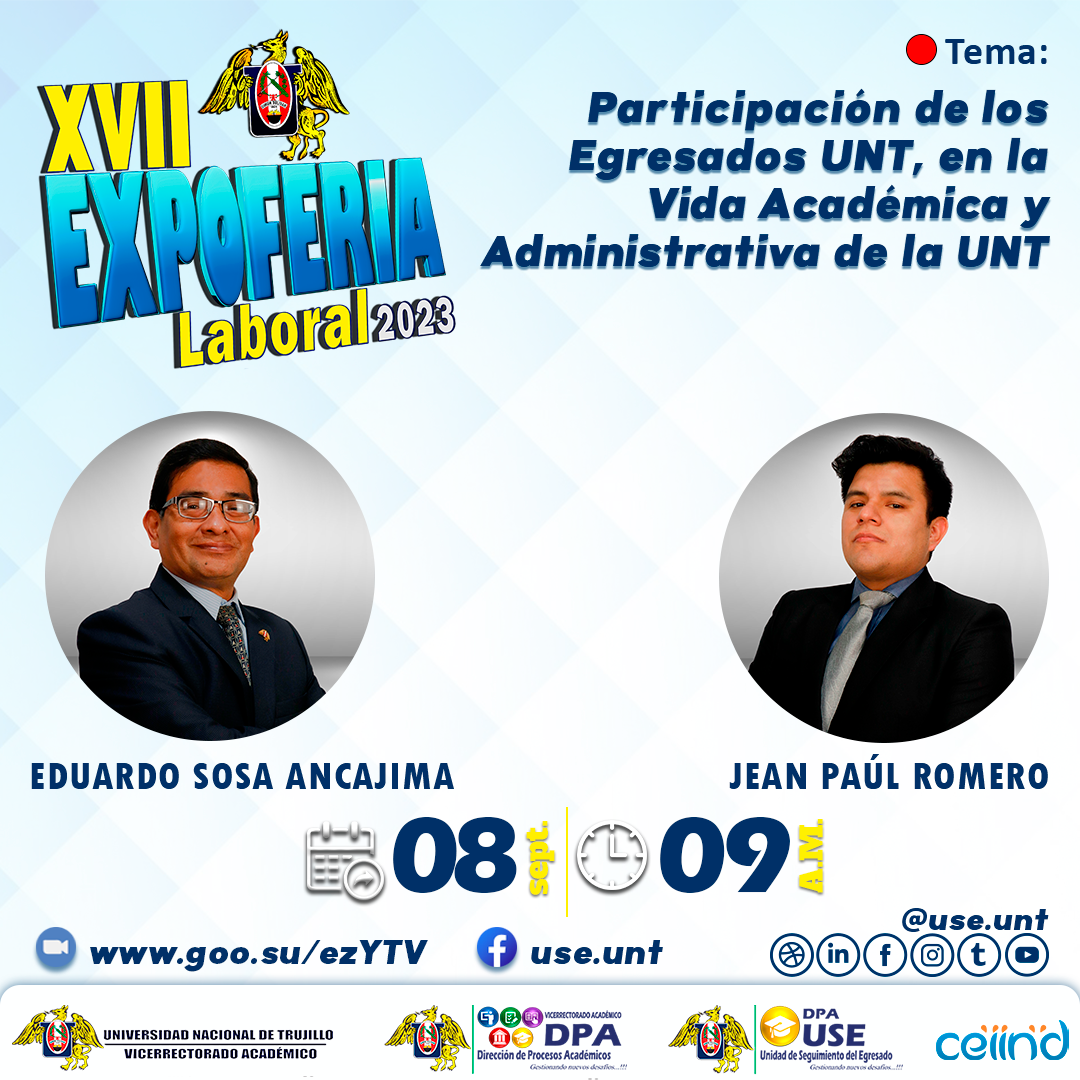 XVII
EXPOFERIA
Laboral 2023
Tema:
Participación de los
Egresados UNT, en la
Vida Académica y
Administrativa de la UNT
EDUARDO SOSA ANCAJIMA
JEAN PAÚL ROMERO
08 sept.
09 A.M.
www.goo.su/ezYTV
use.unt
@use.unt
UNIVERSIDAD NACIONAL DE TRUJILLO
VICERRECTORADO ACADÉMICO
VICERRECTORADO ACADÉMICO
DPA
Dirección de Procesos Académicos
Gestionando nuevos desafíos...!!!
DPA
USE
Unidad de Seguimiento del Egresado
Gestionando nuevos desafíos...!!!
ceiind